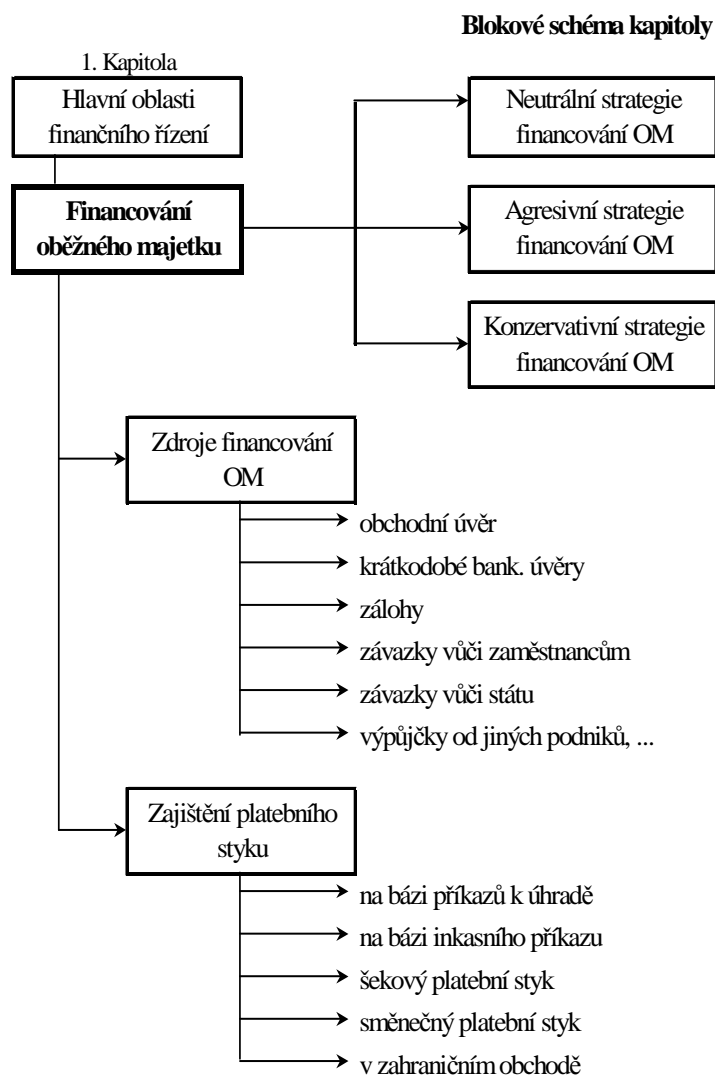 Blokové schéma kapitoly
1. Kapitola
Hlavní oblasti
finančního řízení
Financování
oběžného majetku
Neutrální strategie
financování OM
Agresivní strategie
financování OM
Konzervativní strategie
financování OM
Zdroje financování
OM
obchodní úvěr
krátkodobé bank. úvěry
zálohy
závazky vůči zaměstnancům
závazky vůči státu
výpůjčky od jiných podniků, ...
Zajištění platebního
styku
na bázi příkazů k úhradě
na bázi inkasního příkazu
šekový platební styk
směnečný platební styk
v zahraničním obchodě